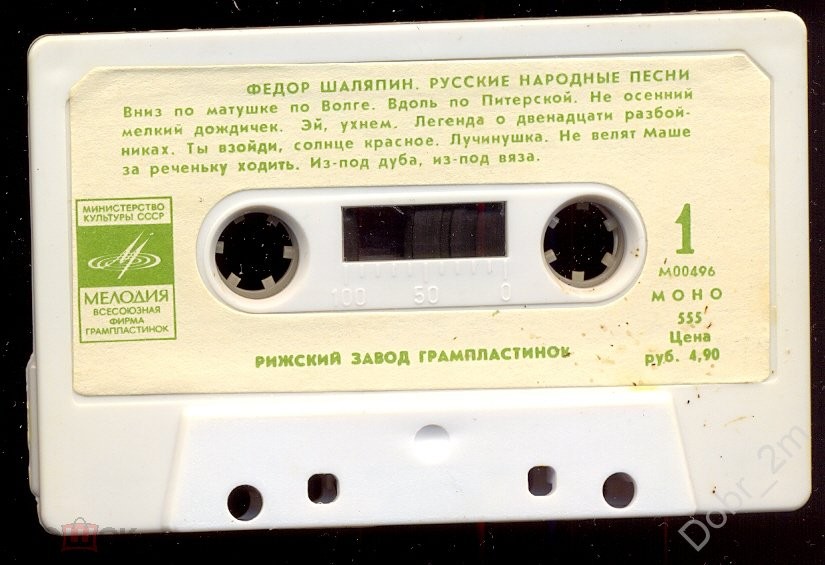 ФЕДОР ШАЛЯПИН. РУССКИЕ НАРОДНЫЕ ПЕСНИ
Вниз по матушке по Волге. Вдоль по Питерской. Не осенний
мелкий дождичек. Эй, ухнем. Легенда о двенадцати разбой-
никах. Ты взойди, солнце красное. Лучинушка. Не велят Маше
за реченьку ходить. Из-под дуба, из-под вяза.
МИНИСТЕРСТВО
КУЛЬТУРЫ СССР
МЕЛОДИЯ
ВСЕСОЮЗНАЯ
ФИРМА
ГРАМПЛАСТИНОК
100 50 0
1
М00496
МОНО
555
Цена
руб. 4,90
РИЖСКИЙ ЗАВОД ГРАМПЛАСТИНОК
Dobr_2m